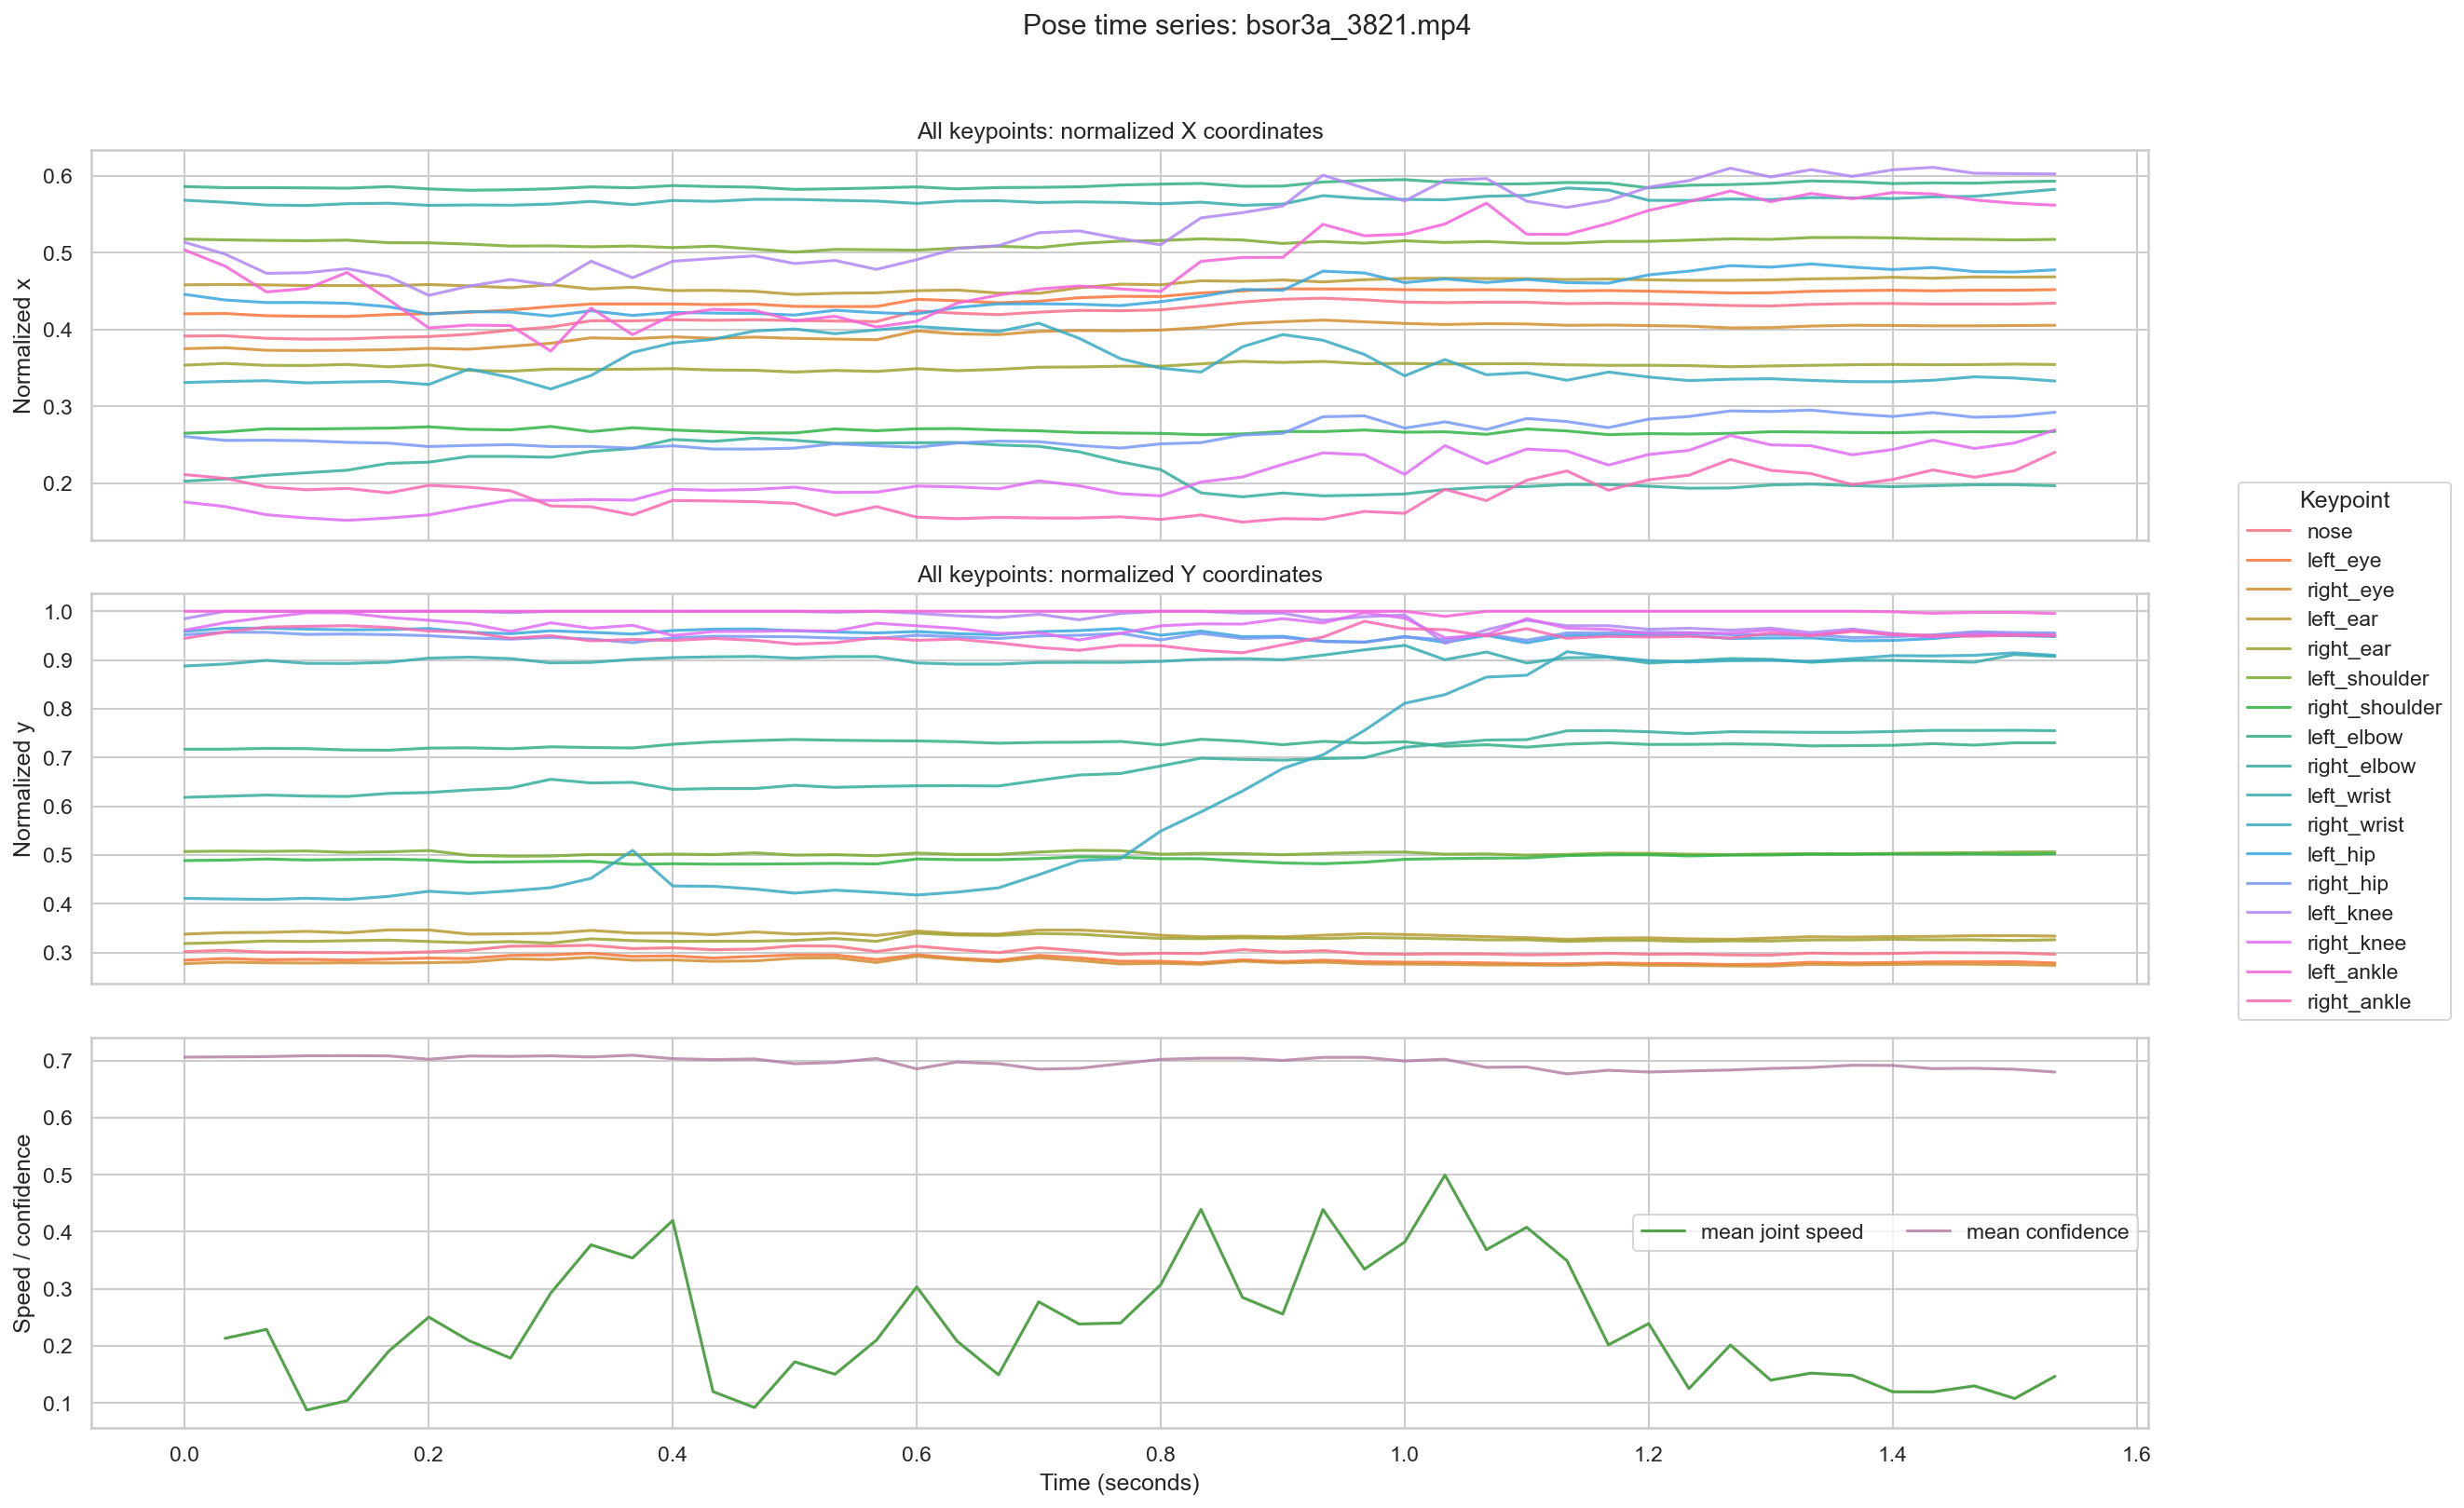 Pose time series: bsor3a_3821.mp4
All keypoints: normalized X coordinates
Normalized x
0.6
0.5
0.4
0.3
0.2
All keypoints: normalized Y coordinates
Normalized y
1.0
0.9
0.8
0.7
0.6
0.5
0.4
0.3
Speed / confidence
0.7
0.6
0.5
0.4
0.3
0.2
0.1
mean joint speed
mean confidence
0.0 0.2 0.4 0.6 0.8 1.0 1.2 1.4 1.6
Time (seconds)
Keypoint
nose
left_eye
right_eye
left_ear
right_ear
left_shoulder
right_shoulder
left_elbow
right_elbow
left_wrist
right_wrist
left_hip
right_hip
left_knee
right_knee
left_ankle
right_ankle